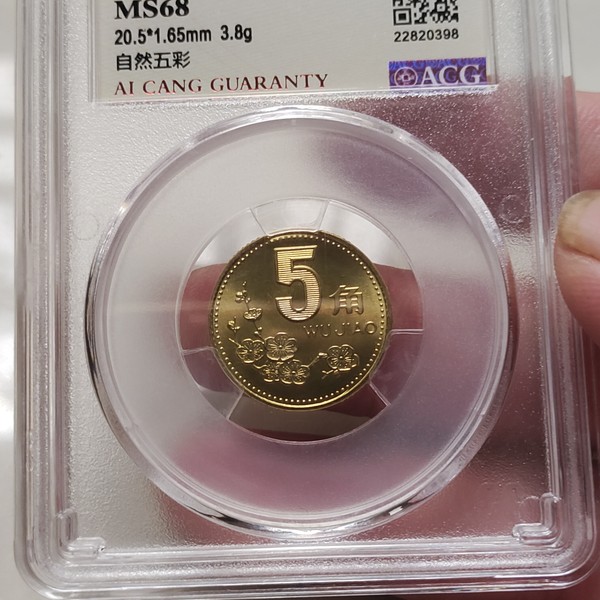 MS68
20.5*1.65mm 3.8g
22820398
自然五彩
AI CANG GUARANTY
ACG
5角
WU JIAO